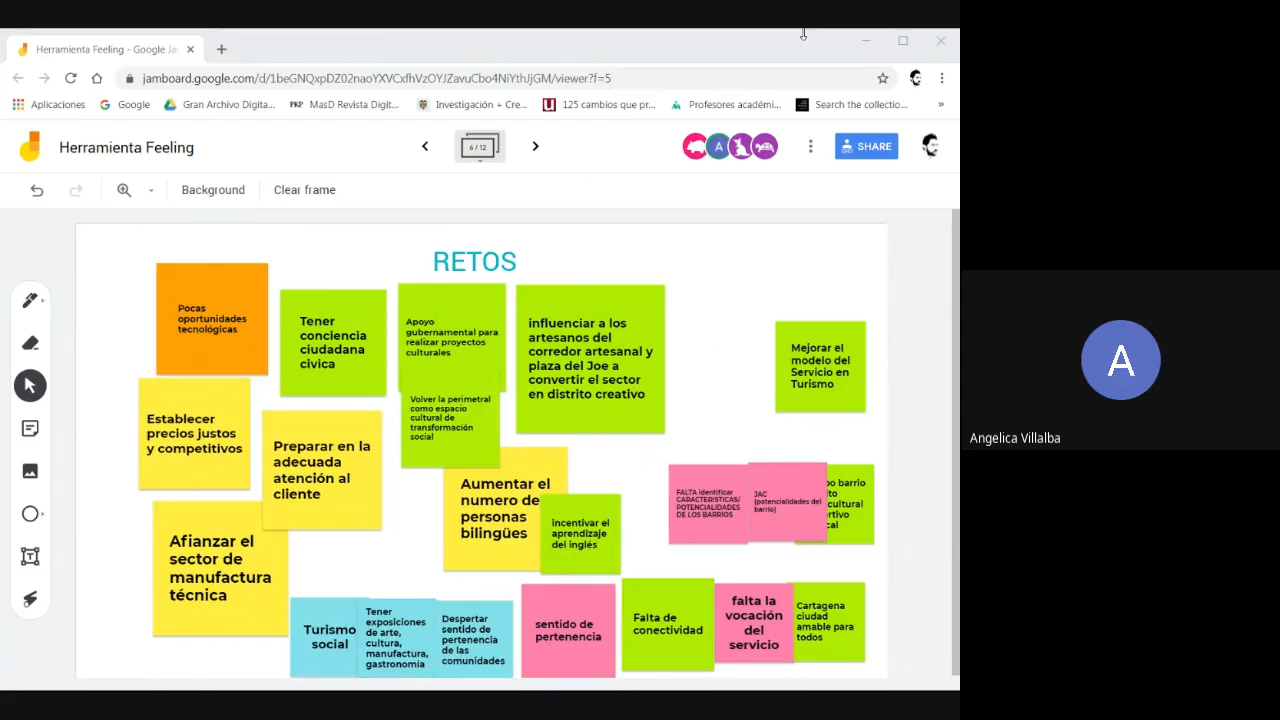 Herramienta Feeling - Google Ja
jamboard.google.com/d/1beGNQxpDZ02naoYXVCxfhVzOYJZavuCbo4NiYthJjGM/viewer?f=5
Aplicaciones
Google
Gran Archivo Digita...
PKP MasD Revista Digit...
Investigación + Cre...
125 cambios que pr...
Profesores académi...
Search the collectio...
»
Herramienta Feeling
6 / 12
A
SHARE
Background
Clear frame
RETOS
Pocas
oportunidades
tecnológicas
Tener
conciencia
ciudadana
civica
Apoyo
gubernamental para
realizar proyectos
culturales
influenciar a los
artesanos del
corredor artesanal y
plaza del Joe a
convertir el sector
en distrito creativo
Mejorar el
modelo del
Servicio en
Turismo
Establecer
precios justos
y competitivos
Preparar en la
adecuada
atención al
cliente
Volver la perimetral
como espacio
cultural de
transformación
social
Aumentar el
numero de
personas
bilingües
incentivar el
aprendizaje
del inglés
FALTA identificar
CARACTERISTICAS/
POTENCIALIDADES
DE LOS BARRIOS
JAC
(potencialidades del
barrio)
po barrio
lto
cultural
ortivo
cal
Afianzar el
sector de
manufactura
técnica
Turismo
social
Tener
exposiciones
de arte,
cultura,
manufactura,
gastronomía
Despertar
sentido de
pertenencia
de las
comunidades
sentido de
pertenencia
Falta de
conectividad
falta la
vocación
del
servicio
Cartagena
ciudad
amable para
todos
A
Angelica Villalba